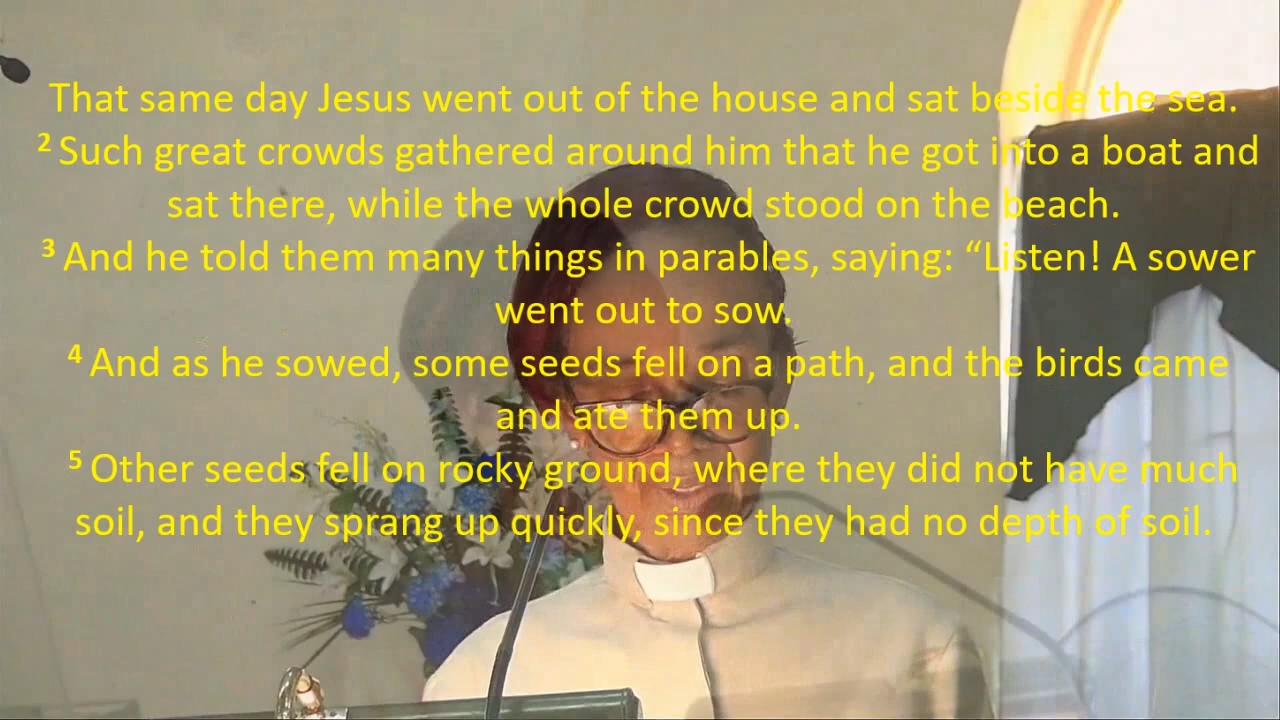 That same day Jesus went out of the house and sat beside the sea.
² Such great crowds gathered around him that he got into a boat and
sat there, while the whole crowd stood on the beach.
³ And he told them many things in parables, saying: “Listen! A sower
went out to sow.
⁴ And as he sowed, some seeds fell on a path, and the birds came
and ate them up.
⁵ Other seeds fell on rocky ground, where they did not have much
soil, and they sprang up quickly, since they had no depth of soil.